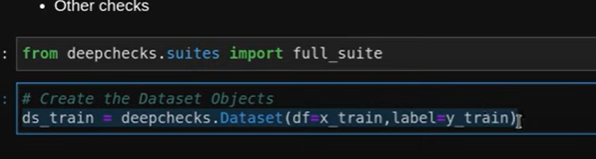 • Other checks
: from deepchecks.suites import full_suite
: # Create the Dataset Objects
ds_train = deepchecks.Dataset(df=x_train,label=y_train)